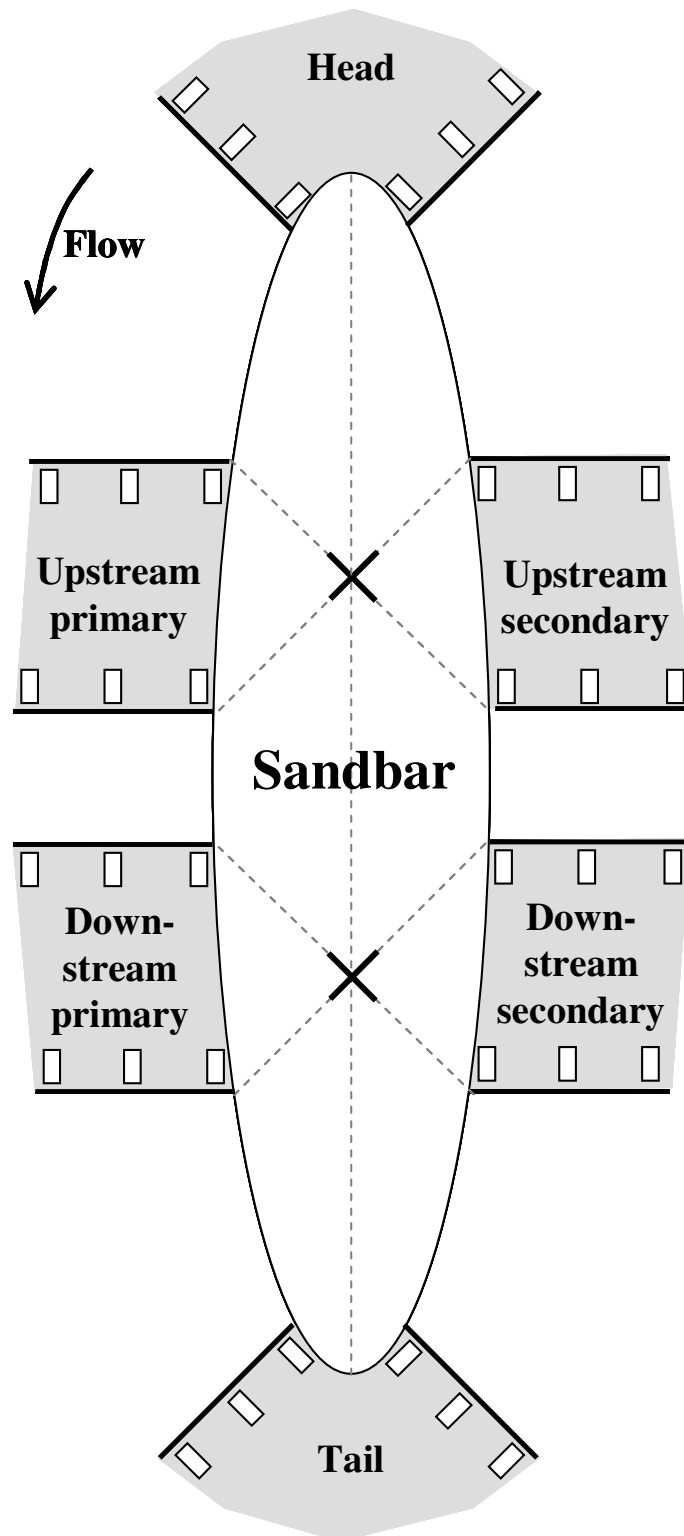 Head
Flow
Upstream
primary
Upstream
secondary
Sandbar
Down-
stream
primary
Down-
stream
secondary
Tail